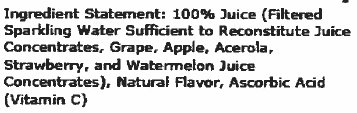 Ingredient Statement: 100% Juice (Filtered
Sparkling Water Sufficient to Reconstitute Juice
Concentrates, Grape, Apple, Acerola,
Strawberry, and Watermelon Juice
Concentrates), Natural Flavor, Ascorbic Acid
(Vitamin C)